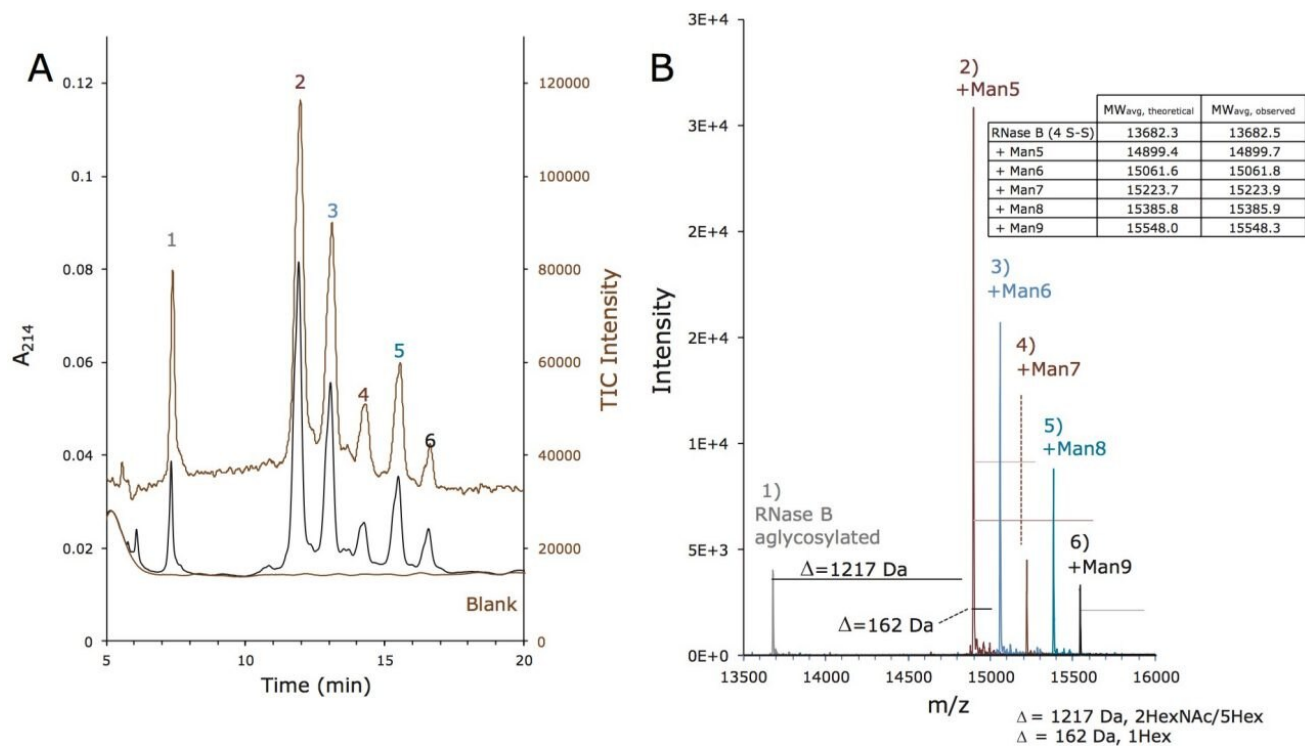 A
0.12
0.1
0.08
0.06
0.04
0.02
0
A214
1
2
3
4
5
6
Blank
120000
100000
80000
60000
40000
20000
0
TIC Intensity
5
10
15
20
Time (min)
B
3E+4
3E+4
2E+4
2E+4
1E+4
5E+3
0E+0
Intensity
2)
+Man5
3)
+Man6
4)
+Man7
5)
+Man8
6)
+Man9
1)
RNase B
aglycosylated
Δ=1217 Da
Δ=162 Da
MWavg, theoretical MWavg, observed
RNase B (4 S-S) 13682.3 13682.5
+ Man5 14899.4 14899.7
+ Man6 15061.6 15061.8
+ Man7 15223.7 15223.9
+ Man8 15385.8 15385.9
+ Man9 15548.0 15548.3
13500
14000
14500
15000
15500
16000
m/z
Δ = 1217 Da, 2HexNAc/5Hex
Δ = 162 Da, 1Hex